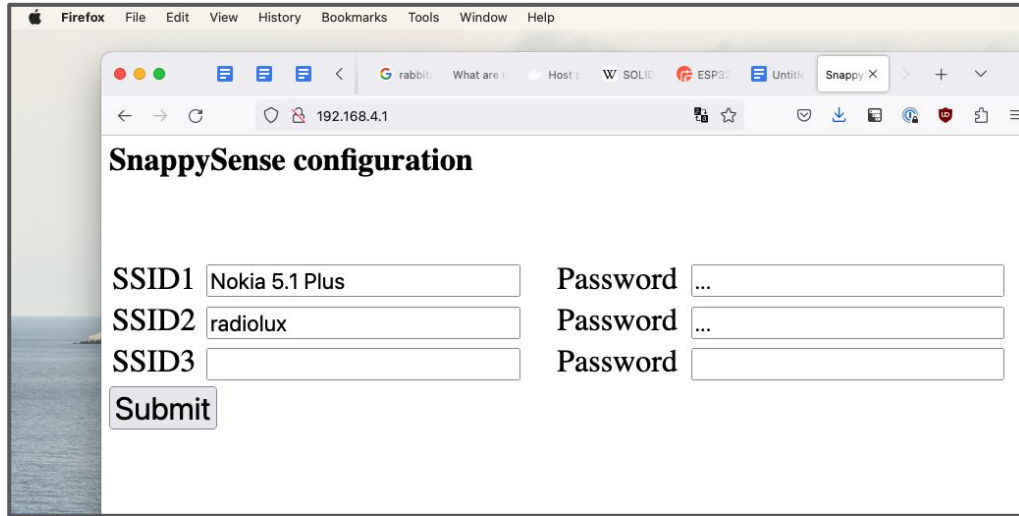 Firefox File Edit View History Bookmarks Tools Window Help
rabbit What are Host W SOLID ESP32 Untitle Snappy
192.168.4.1
SnappySense configuration
SSID1 Nokia 5.1 Plus Password ...
SSID2 radiolux Password ...
SSID3 Password
Submit